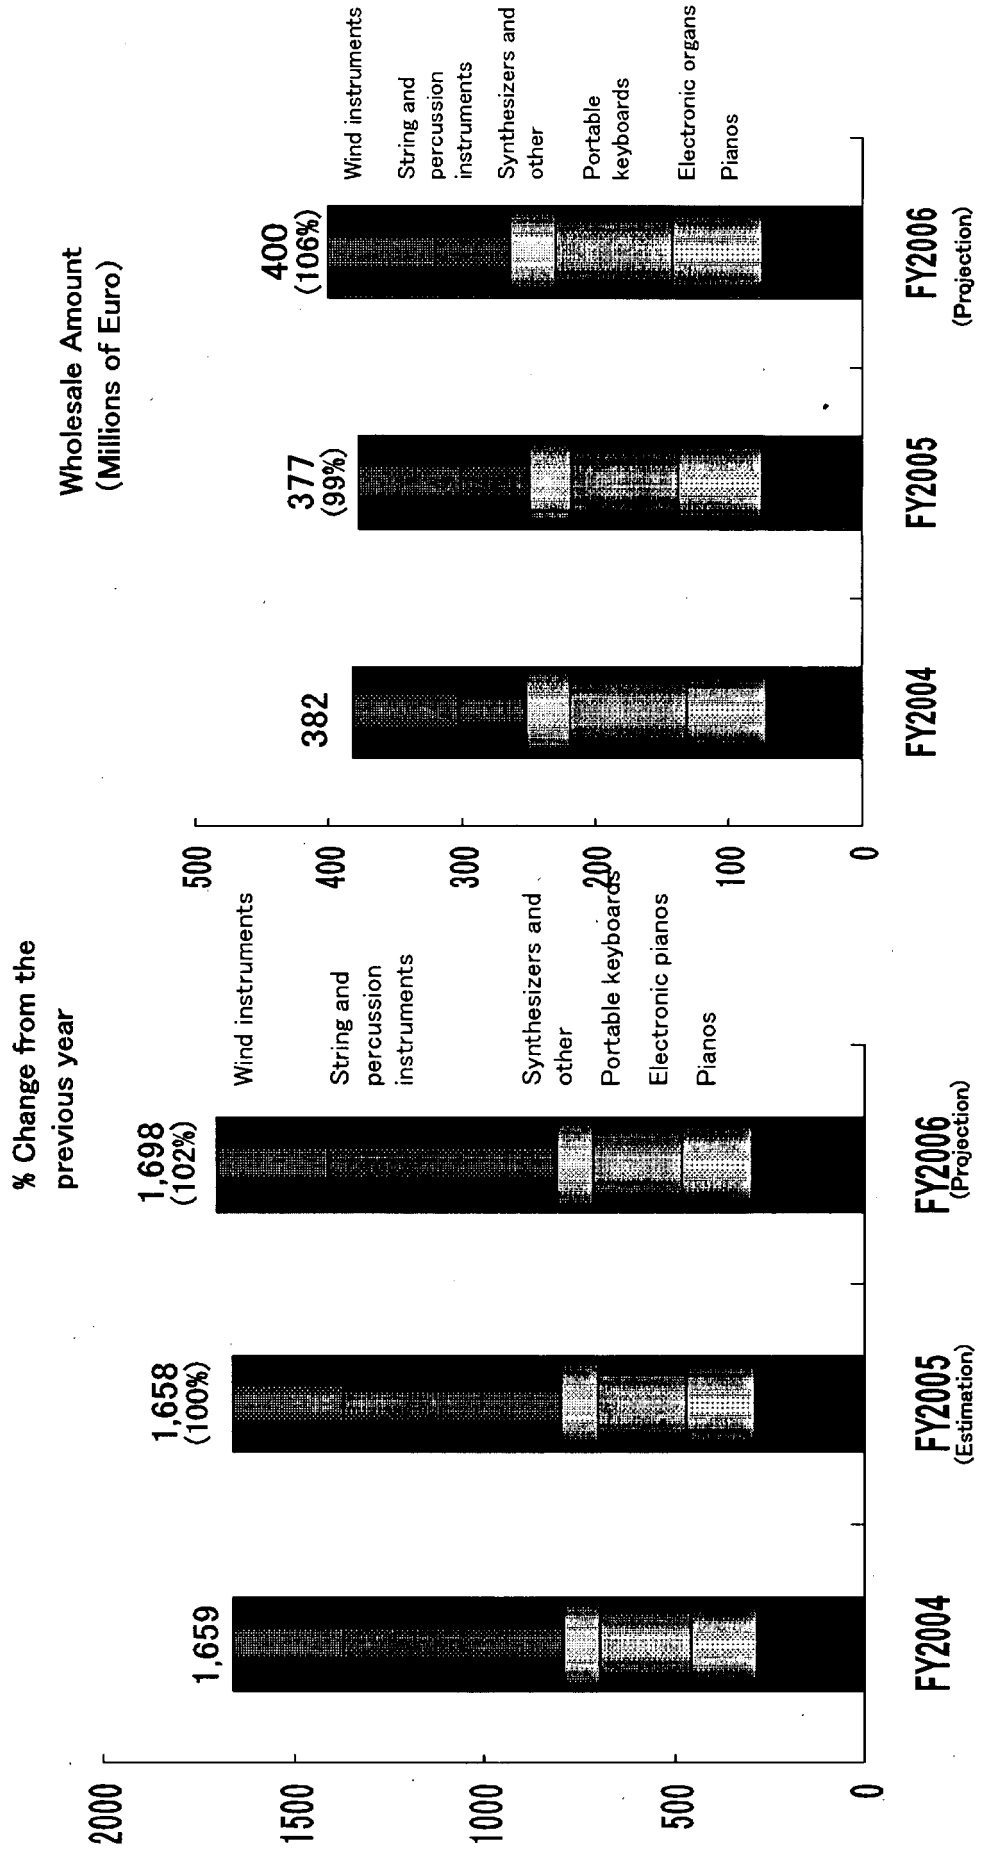 % Change from the
previous year
2000
1500
1000
500
0
1,659
1,658
(100%)
1,698
(102%)
Wind instruments
String and
percussion
instruments
Synthesizers and
other
Portable keyboards
Electronic pianos
Pianos
FY2004
FY2005
(Estimation)
FY2006
(Projection)
Wholesale Amount
(Millions of Euro)
500
400
300
200
100
0
382
377
(99%)
400
(106%)
Wind instruments
String and
percussion
instruments
Synthesizers and
other
Portable
keyboards
Electronic organs
Pianos
FY2004
FY2005
FY2006
(Projection)